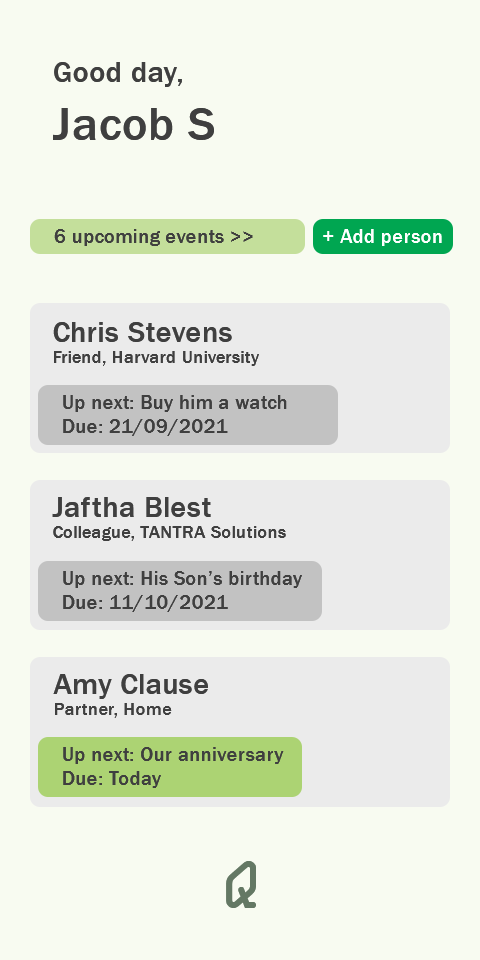 Good day,
Jacob S
6 upcoming events >>
+ Add person
Chris Stevens
Friend, Harvard University
Up next: Buy him a watch
Due: 21/09/2021
Jaftha Blest
Colleague, TANTRA Solutions
Up next: His Son’s birthday
Due: 11/10/2021
Amy Clause
Partner, Home
Up next: Our anniversary
Due: Today
Q